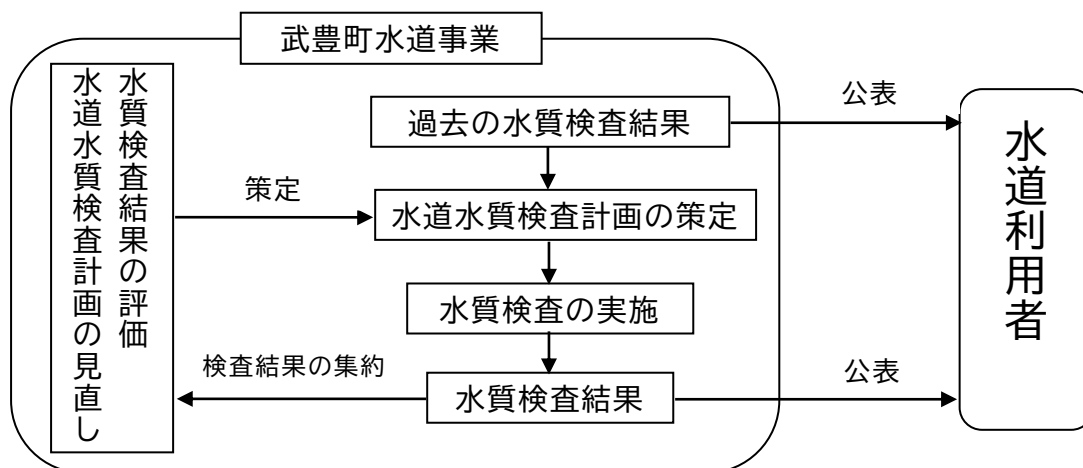 武豊町水道事業
水質検査結果の評価
水道水質検査計画の見直し
過去の水質検査結果
公表
策定
水道水質検査計画の策定
水質検査の実施
検査結果の集約
水質検査結果
公表
水道利用者